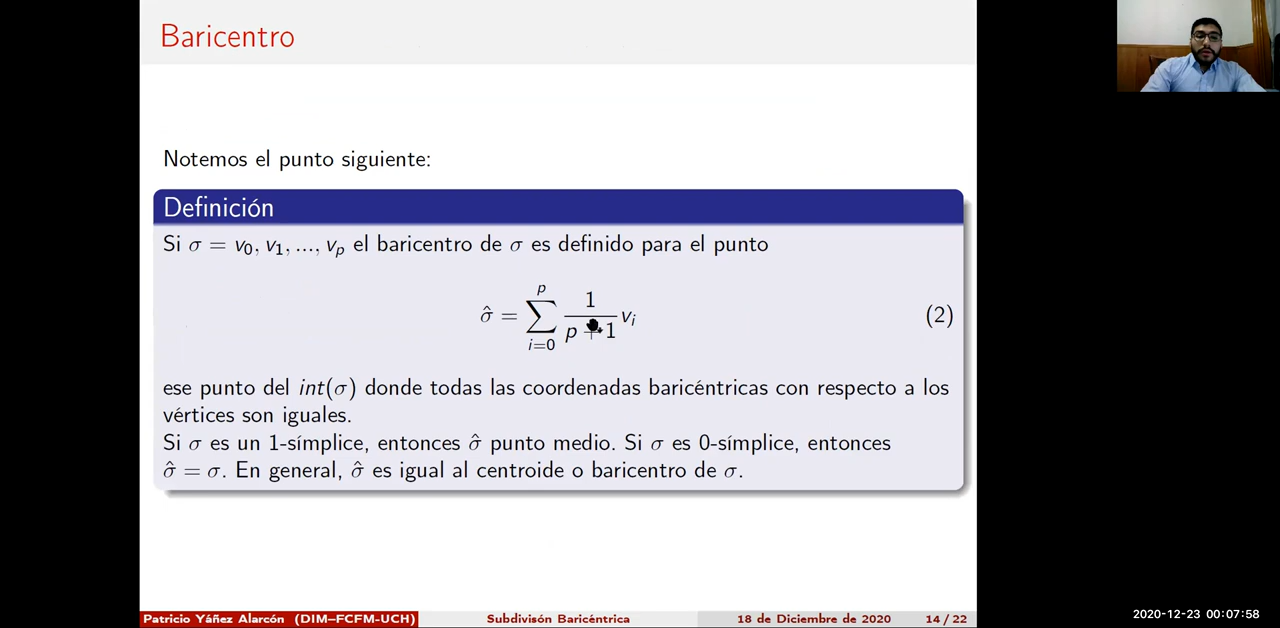 Baricentro
Notemos el punto siguiente:
Definición
Si σ = v₀, v₁, ..., vₚ el baricentro de σ es definido para el punto
σ̂ = ∑_{i=0}^{p} \frac{1}{p + 1} vᵢ (2)
ese punto del int(σ) donde todas las coordenadas baricéntricas con respecto a los
vértices son iguales.
Si σ es un 1-símplice, entonces σ̂ punto medio. Si σ es 0-símplice, entonces
σ̂ = σ. En general, σ̂ es igual al centroide o baricentro de σ.
Patricio Yáñez Alarcón (DIM–FCFM-UCH) Subdivisón Baricéntrica 18 de Diciembre de 2020 14 / 22
2020-12-23 00:07:58